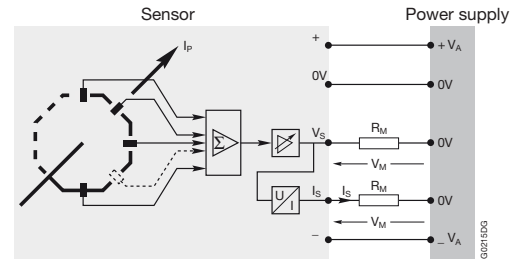 Sensor Power supply
I_P
+ + V_A
0V 0V
Σ
V_S R_M 0V
V_M
U/I I_S I_S R_M 0V
V_M
– – V_A
G0215DG